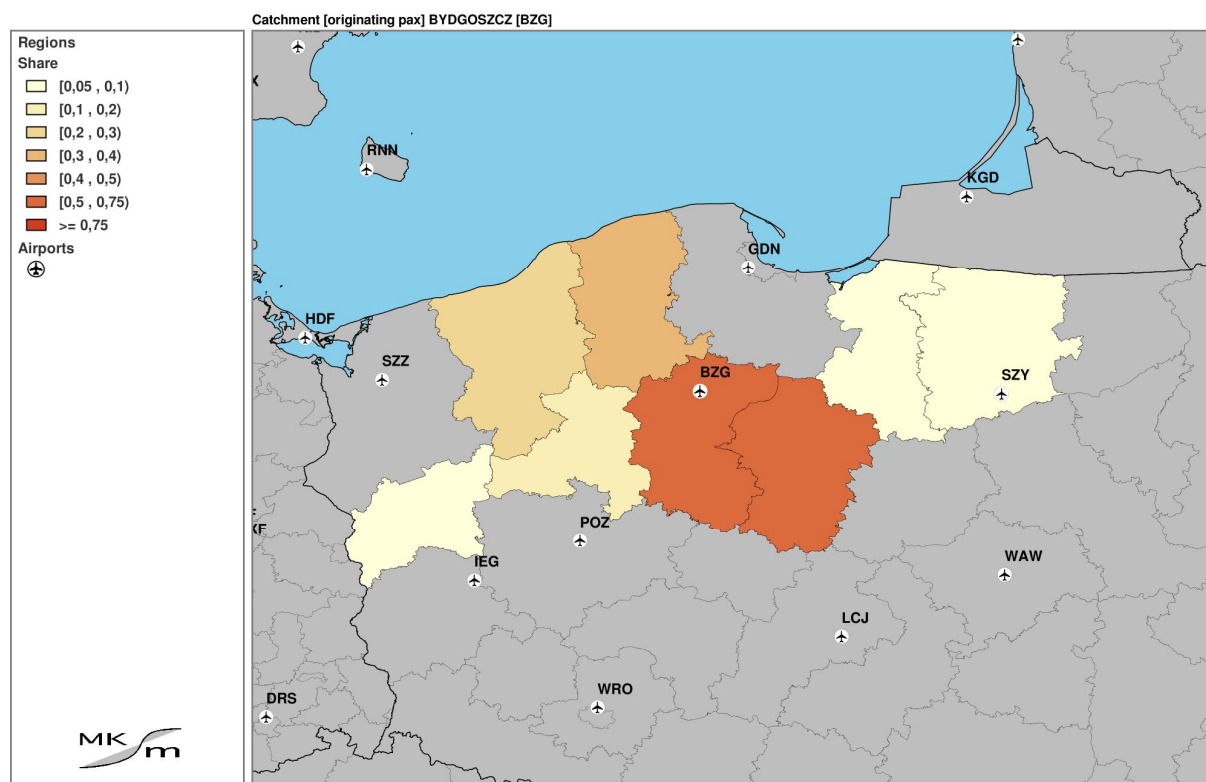 Catchment [originating pax] BYDGOSZCZ [BZG]
Regions
Share
[0,05 , 0,1)
[0,1 , 0,2)
[0,2 , 0,3)
[0,3 , 0,4)
[0,4 , 0,5)
[0,5 , 0,75)
>= 0,75
Airports
RNN
KGD
GDN
HDF
SZZ
BZG
SZY
POZ
IEG
WAW
LCJ
WRO
DRS
MK
m